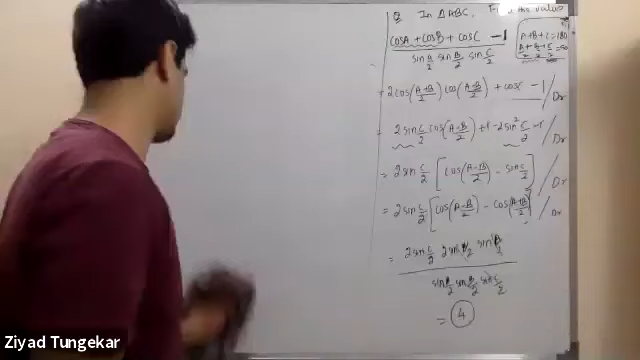 Q In △ABC, Find the value
cosA + cosB + cosC − 1
sin A/2 sin B/2 sin C/2
A+B+C=180
A/2 + B/2 + C/2 = 90
= 2cos(A+B/2) cos(A-B/2) + cosC − 1 / Dr
= 2 sin C/2 cos(A-B/2) + 1 − 2sin² C/2 − 1 / Dr
= 2 sin C/2 [cos(A-B/2) − sin C/2] / Dr
= 2 sin C/2 [cos(A-B/2) − cos(A+B/2)] / Dr
= 2 sin C/2 2 sin A/2 sin B/2
sin A/2 sin B/2 sin C/2
= 4
Ziyad Tungekar